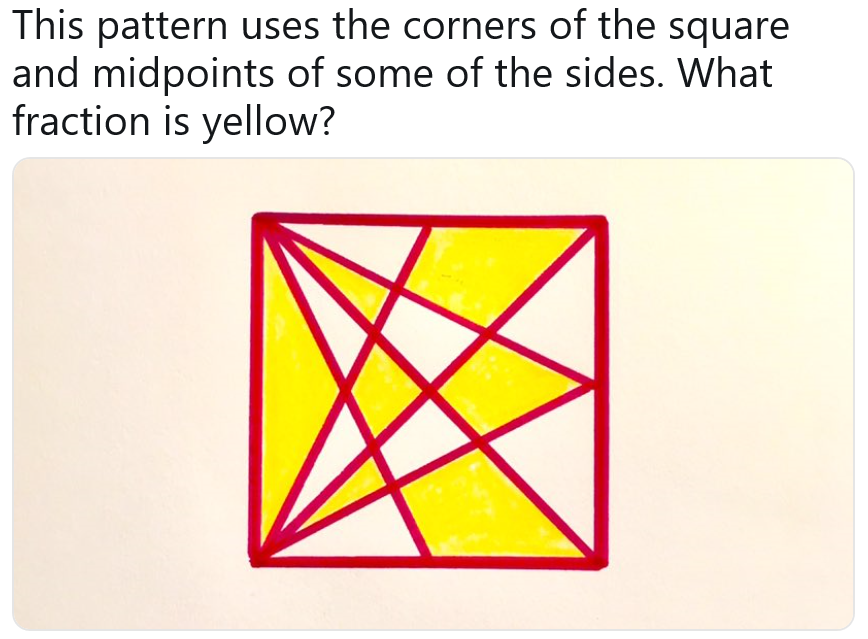 This pattern uses the corners of the square
and midpoints of some of the sides. What
fraction is yellow?